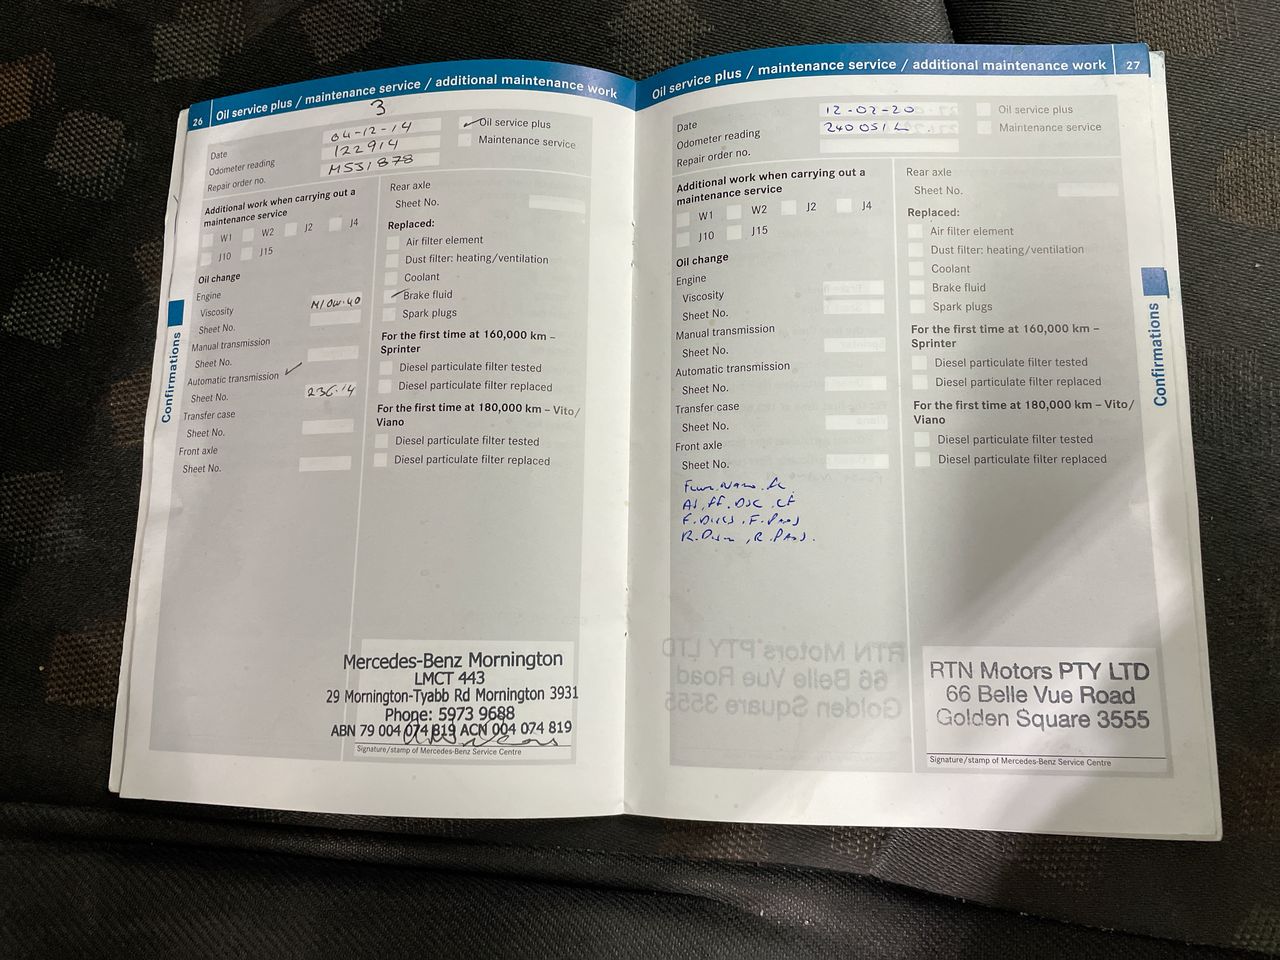 26 Oil service plus / maintenance service / additional maintenance work
3
Date 04-12-14
Odometer reading 122914
Repair order no. M531878
Oil service plus
Maintenance service
Additional work when carrying out a
maintenance service
W1 W2 J2 J4
J10 J15
Oil change
Engine
Viscosity M/0W-40
Sheet No.
Manual transmission
Sheet No.
Automatic transmission
Sheet No. 236.14
Transfer case
Sheet No.
Front axle
Sheet No.
Rear axle
Sheet No.
Replaced:
Air filter element
Dust filter: heating/ventilation
Coolant
Brake fluid
Spark plugs
For the first time at 160,000 km –
Sprinter
Diesel particulate filter tested
Diesel particulate filter replaced
For the first time at 180,000 km – Vito/
Viano
Diesel particulate filter tested
Diesel particulate filter replaced
Mercedes-Benz Mornington
LMCT 443
29 Mornington-Tyabb Rd Mornington 3931
Phone: 5973 9688
ABN 79 004 074 819 ACN 004 074 819
Signature/stamp of Mercedes-Benz Service Centre
Confirmations
Oil service plus / maintenance service / additional maintenance work 27
Date 12-02-20
Odometer reading
Repair order no.
Oil service plus
Maintenance service
Additional work when carrying out a
maintenance service
W1 W2 J2 J4
J10 J15
Oil change
Engine
Viscosity
Sheet No.
Manual transmission
Sheet No.
Automatic transmission
Sheet No.
Transfer case
Sheet No.
Front axle
Sheet No.
F. Discs, F. Pads
R. Pads.
Rear axle
Sheet No.
Replaced:
Air filter element
Dust filter: heating/ventilation
Coolant
Brake fluid
Spark plugs
For the first time at 160,000 km –
Sprinter
Diesel particulate filter tested
Diesel particulate filter replaced
For the first time at 180,000 km – Vito/
Viano
Diesel particulate filter tested
Diesel particulate filter replaced
RTN Motors PTY LTD
66 Belle Vue Road
Golden Square 3555
Signature/stamp of Mercedes-Benz Service Centre
Confirmations